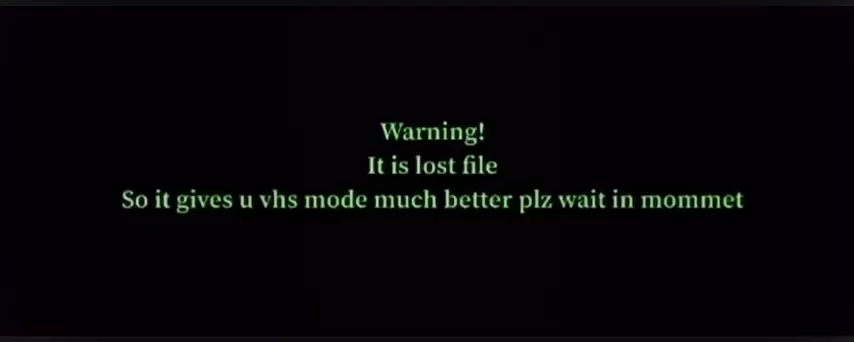 Warning!
It is lost file
So it gives u vhs mode much better plz wait in mommet